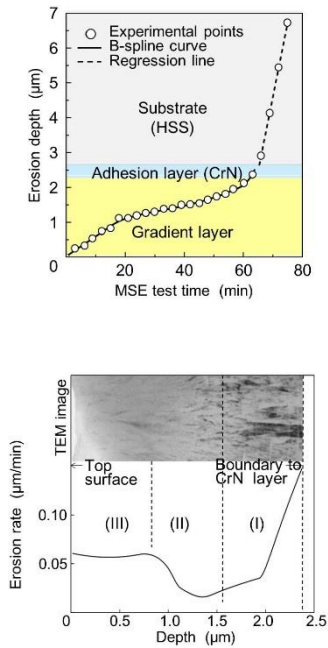 7
Experimental points
B-spline curve
Regression line
6
5
Substrate
(HSS)
4
3
Adhesion layer (CrN)
2
1
Gradient layer
0
0 20 40 60 80
MSE test time (min)
Erosion depth (μm)
TEM image
←Top
surface
Boundary to
CrN layer
0.10
(III) (II) (I)
0.05
0 0.5 1.0 1.5 2.0 2.5
Depth (μm)
Erosion rate (μm/min)